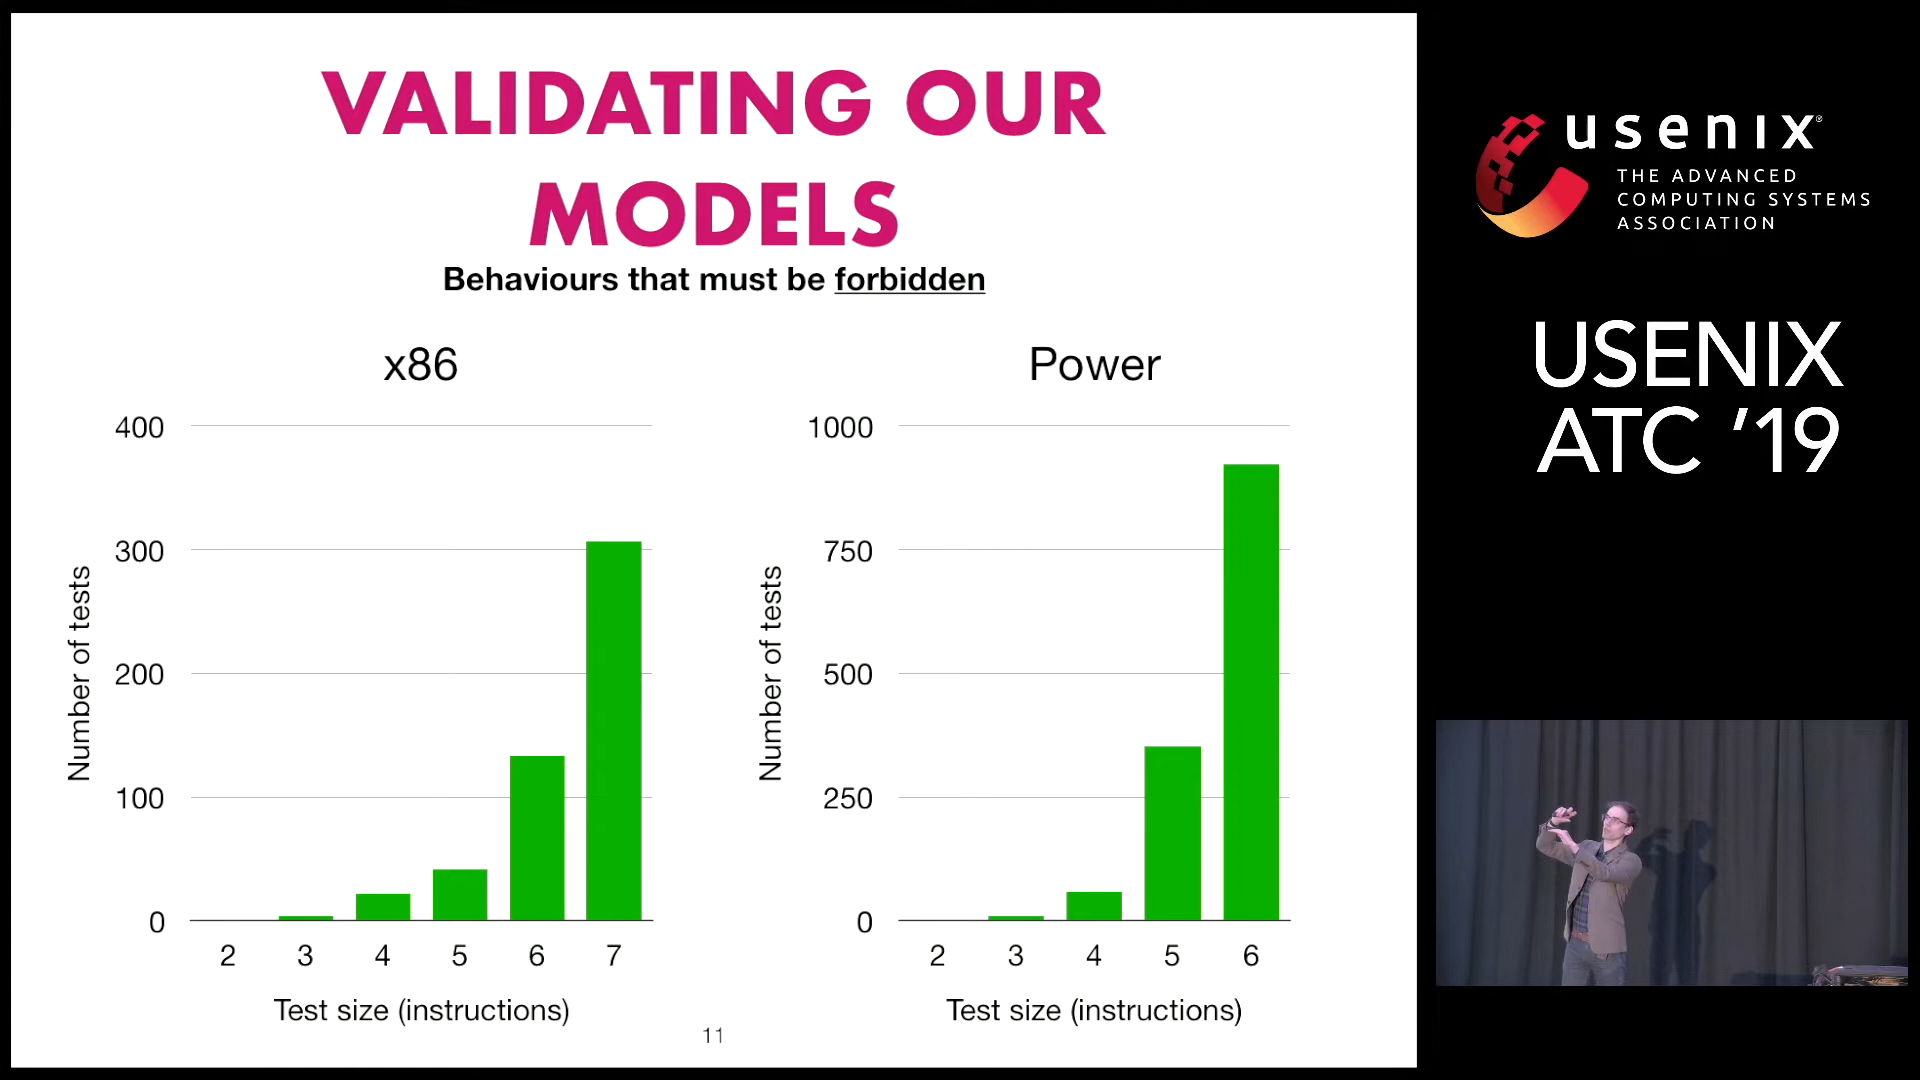 VALIDATING OUR
MODELS
Behaviours that must be forbidden
x86
400
300
200
100
0
Number of tests
2 3 4 5 6 7
Test size (instructions)
Power
1000
750
500
250
0
Number of tests
2 3 4 5 6
Test size (instructions)
11
usenix®
THE ADVANCED
COMPUTING SYSTEMS
ASSOCIATION
USENIX
ATC ’19